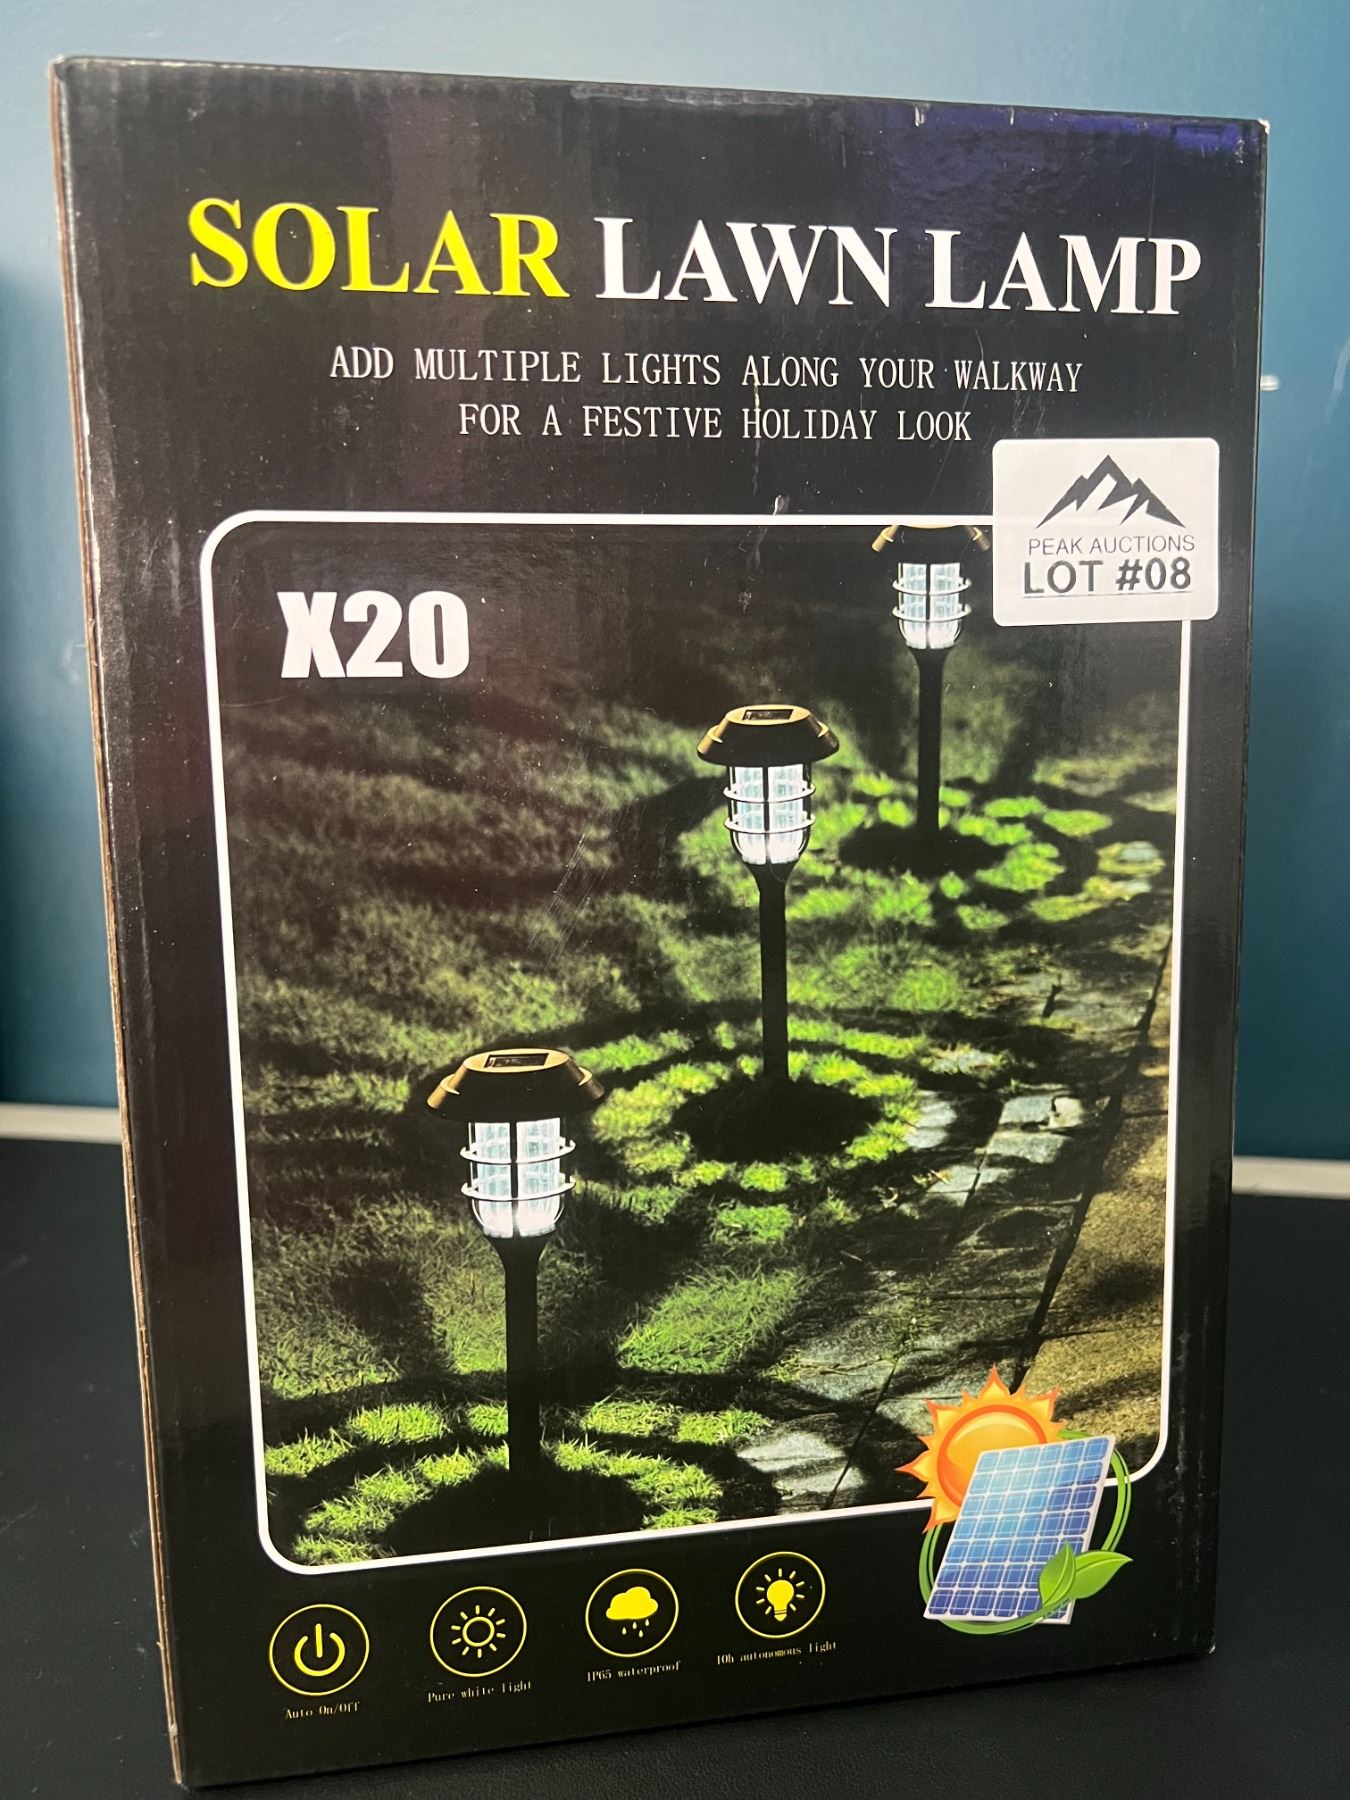 SOLAR LAWN LAMP
ADD MULTIPLE LIGHTS ALONG YOUR WALKWAY
FOR A FESTIVE HOLIDAY LOOK
PEAK AUCTIONS
LOT #08
X20
Auto On/Off
Pure white light
IP65 waterproof
10h autonomous light